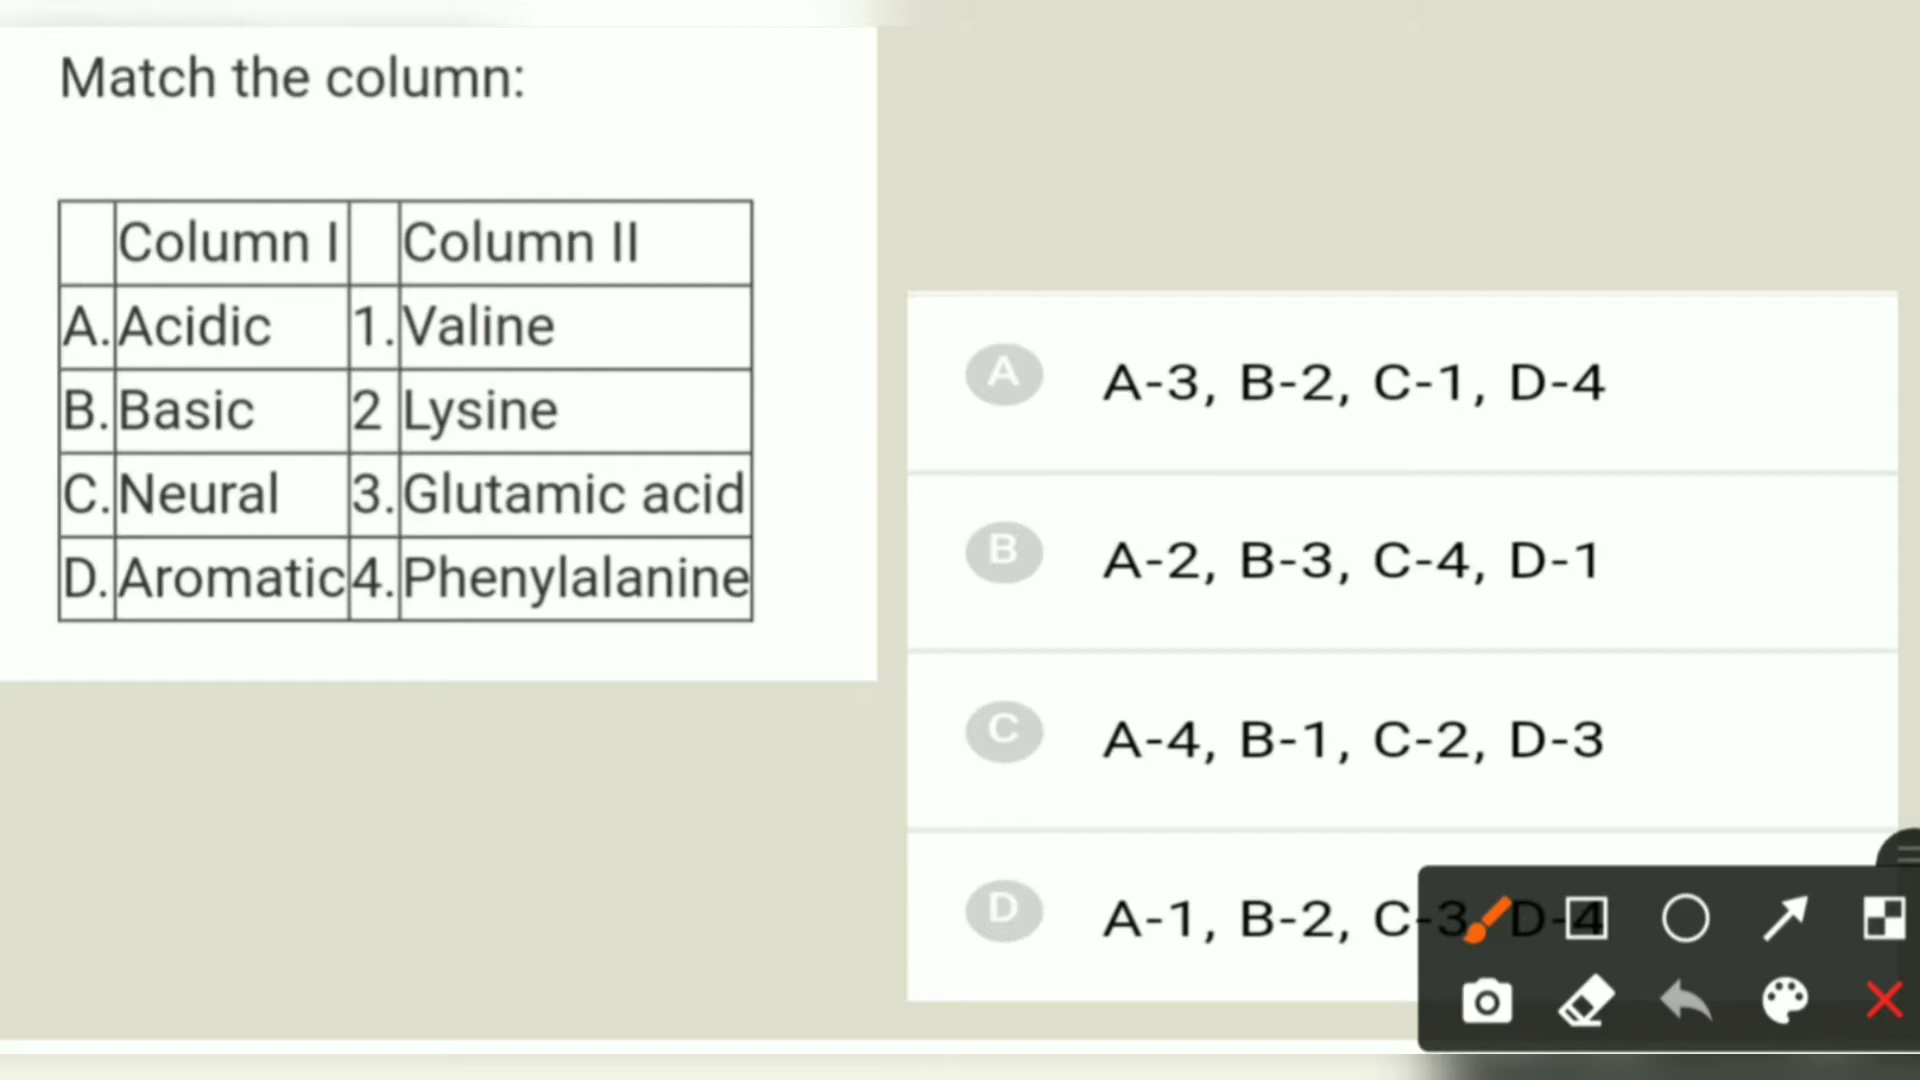 Match the column:
Column I Column II
A. Acidic 1. Valine
B. Basic 2 Lysine
C. Neural 3. Glutamic acid
D. Aromatic 4. Phenylalanine
A A-3, B-2, C-1, D-4
B A-2, B-3, C-4, D-1
C A-4, B-1, C-2, D-3
D A-1, B-2, C-3, D-4